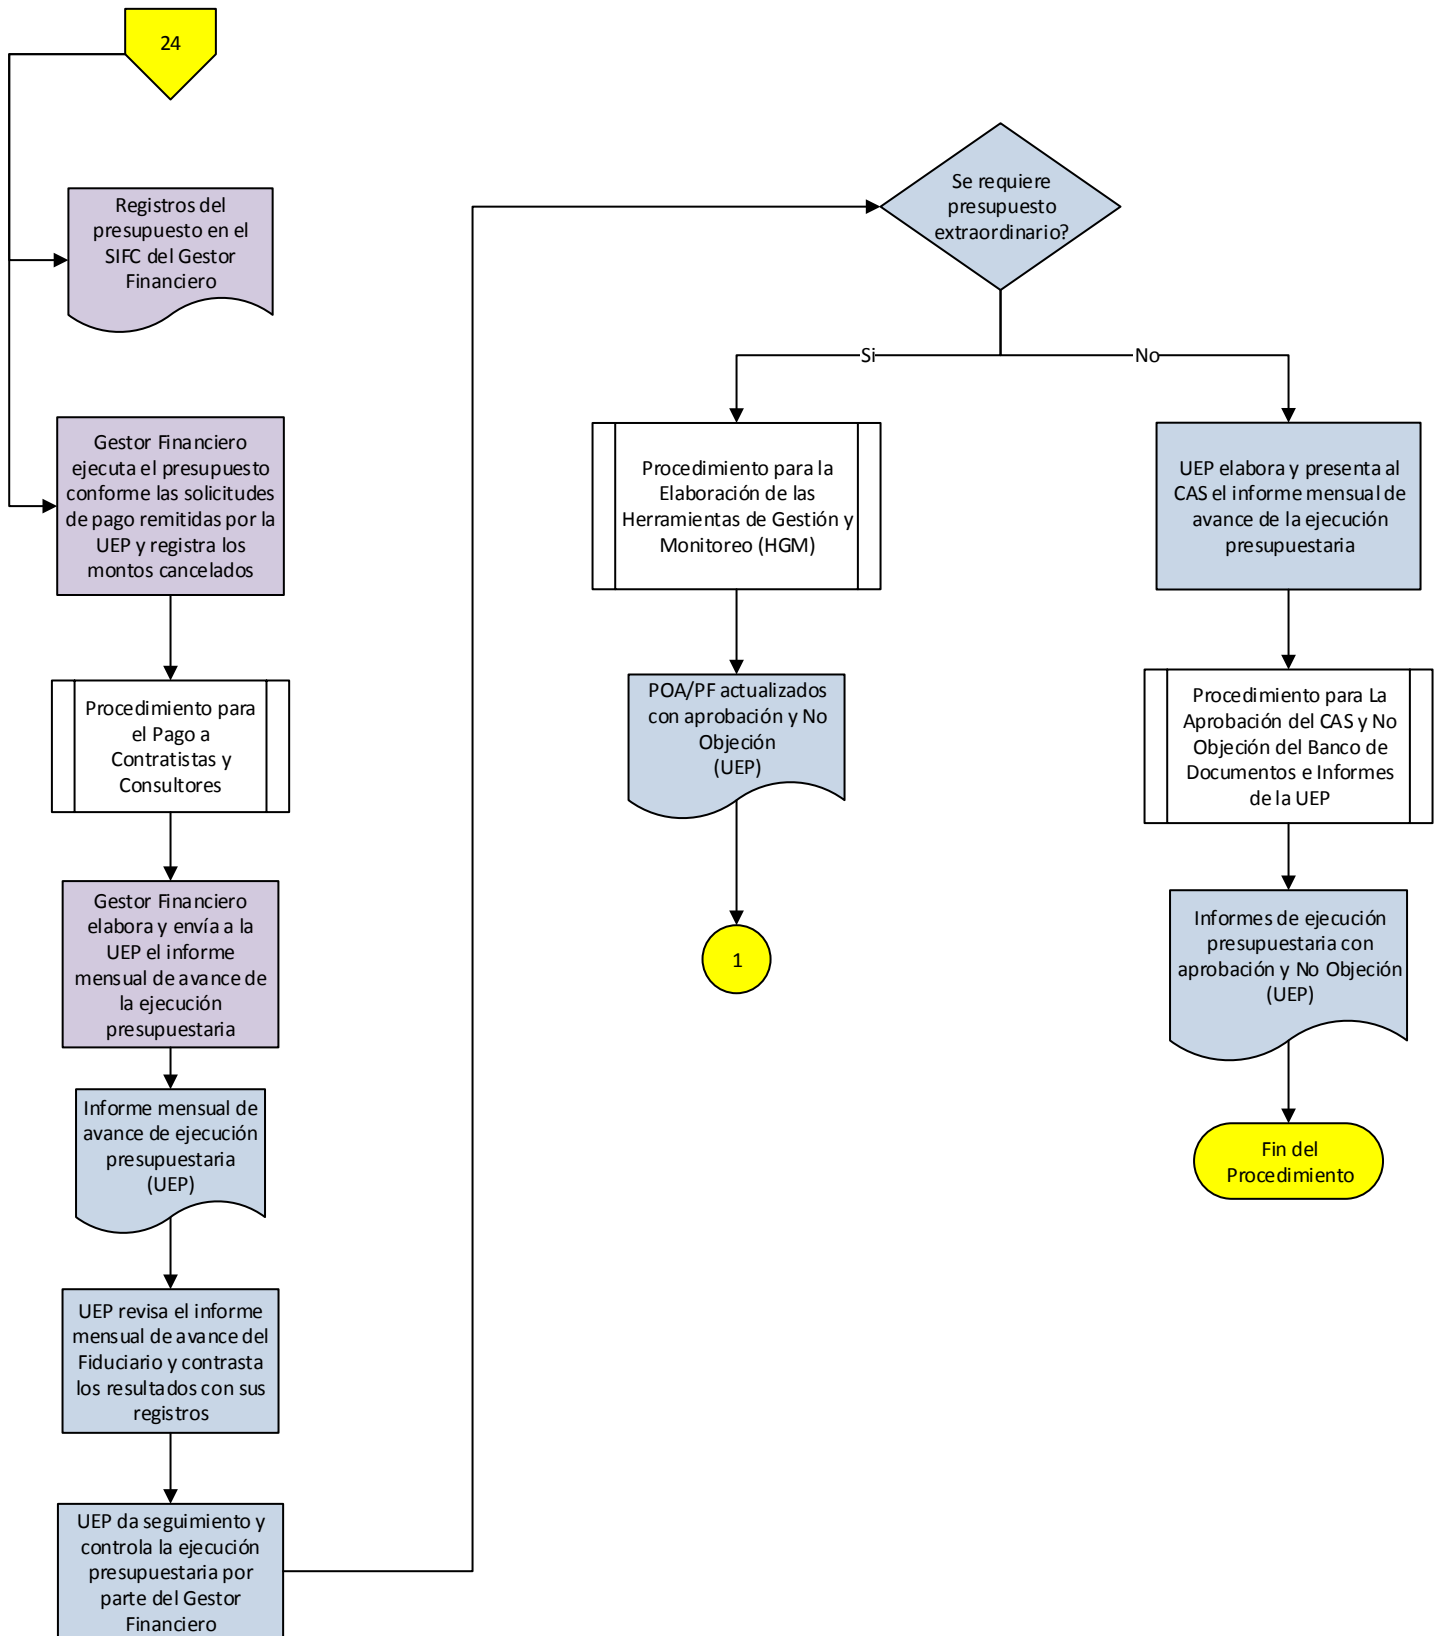 24
Registros del
presupuesto en el
SIFC del Gestor
Financiero
Gestor Financiero
ejecuta el presupuesto
conforme las solicitudes
de pago remitidas por la
UEP y registra los
montos cancelados
Procedimiento para
el Pago a
Contratistas y
Consultores
Gestor Financiero
elabora y envía a la
UEP el informe
mensual de avance de
la ejecución
presupuestaria
Informe mensual de
avance de ejecución
presupuestaria
(UEP)
UEP revisa el informe
mensual de avance del
Fiduciario y contrasta
los resultados con sus
registros
UEP da seguimiento y
controla la ejecución
presupuestaria por
parte del Gestor
Financiero
Se requiere
presupuesto
extraordinario?
Si
No
Procedimiento para la
Elaboración de las
Herramientas de Gestión y
Monitoreo (HGM)
POA/PF actualizados
con aprobación y No
Objeción
(UEP)
1
UEP elabora y presenta al
CAS el informe mensual de
avance de la ejecución
presupuestaria
Procedimiento para La
Aprobación del CAS y No
Objeción del Banco de
Documentos e Informes
de la UEP
Informes de ejecución
presupuestaria con
aprobación y No Objeción
(UEP)
Fin del
Procedimiento